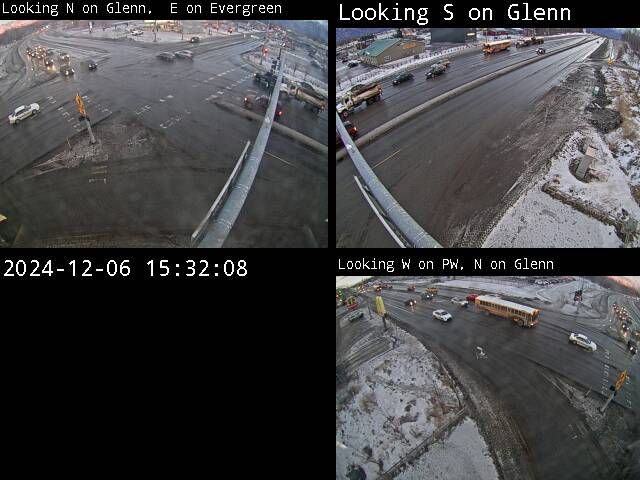 Looking N on Glenn,  E on Evergreen
Looking S on Glenn
2024-12-06 15:32:08
Looking W on PW, N on Glenn